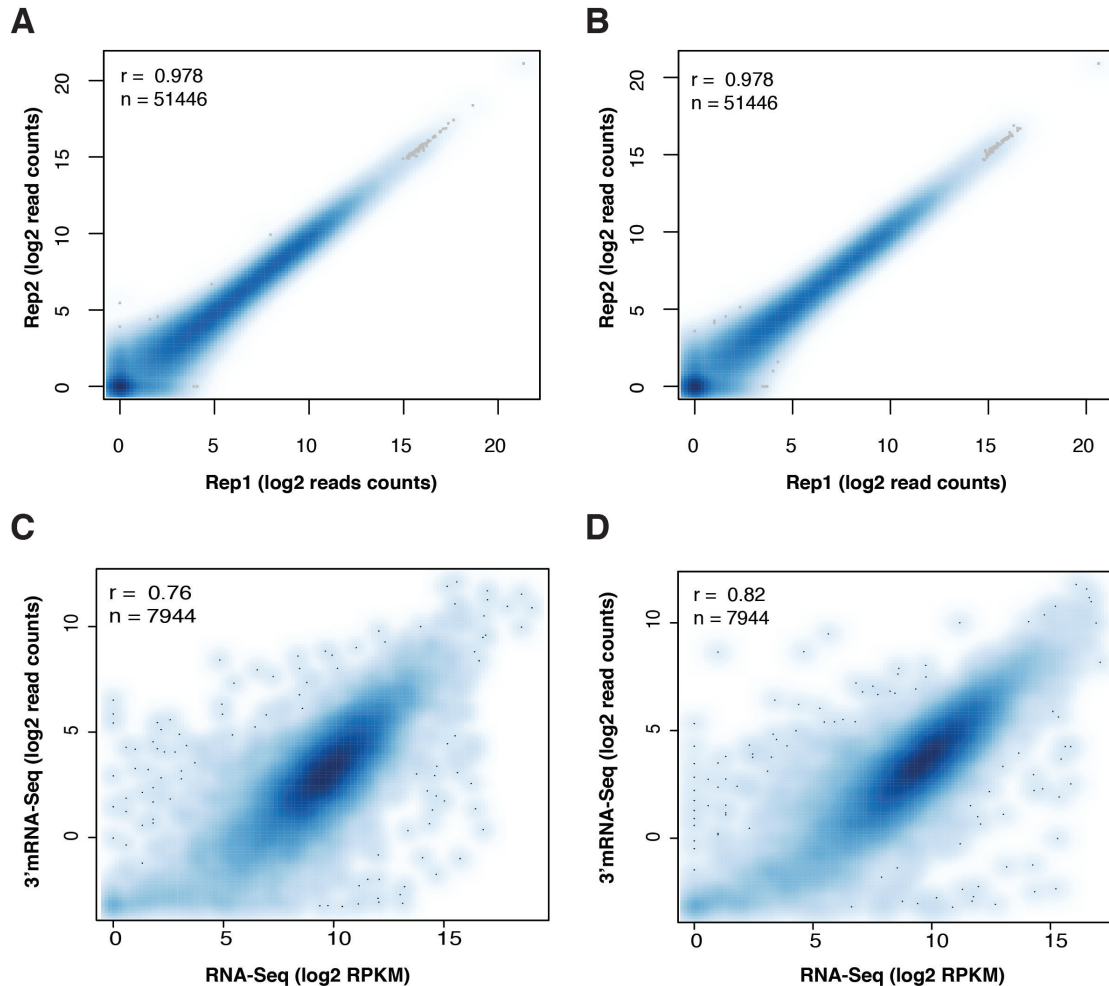 A
r = 0.978
n = 51446
20
15
10
5
0
Rep2 (log2 read counts)
0 5 10 15 20
Rep1 (log2 reads counts)
B
r = 0.978
n = 51446
20
15
10
5
0
Rep2 (log2 read counts)
0 5 10 15 20
Rep1 (log2 read counts)
C
r = 0.76
n = 7944
10
5
0
3'mRNA-Seq (log2 read counts)
0 5 10 15
RNA-Seq (log2 RPKM)
D
r = 0.82
n = 7944
10
5
0
3'mRNA-Seq (log2 read counts)
0 5 10 15
RNA-Seq (log2 RPKM)